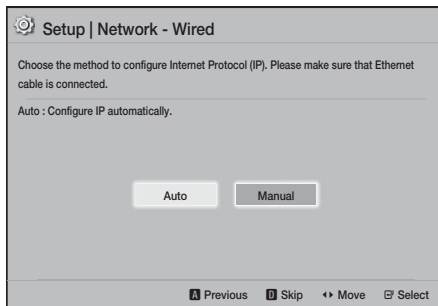 Setup | Network - Wired
Choose the method to configure Internet Protocol (IP). Please make sure that Ethernet
cable is connected.
Auto : Configure IP automatically.
Auto Manual
A Previous D Skip Move Select